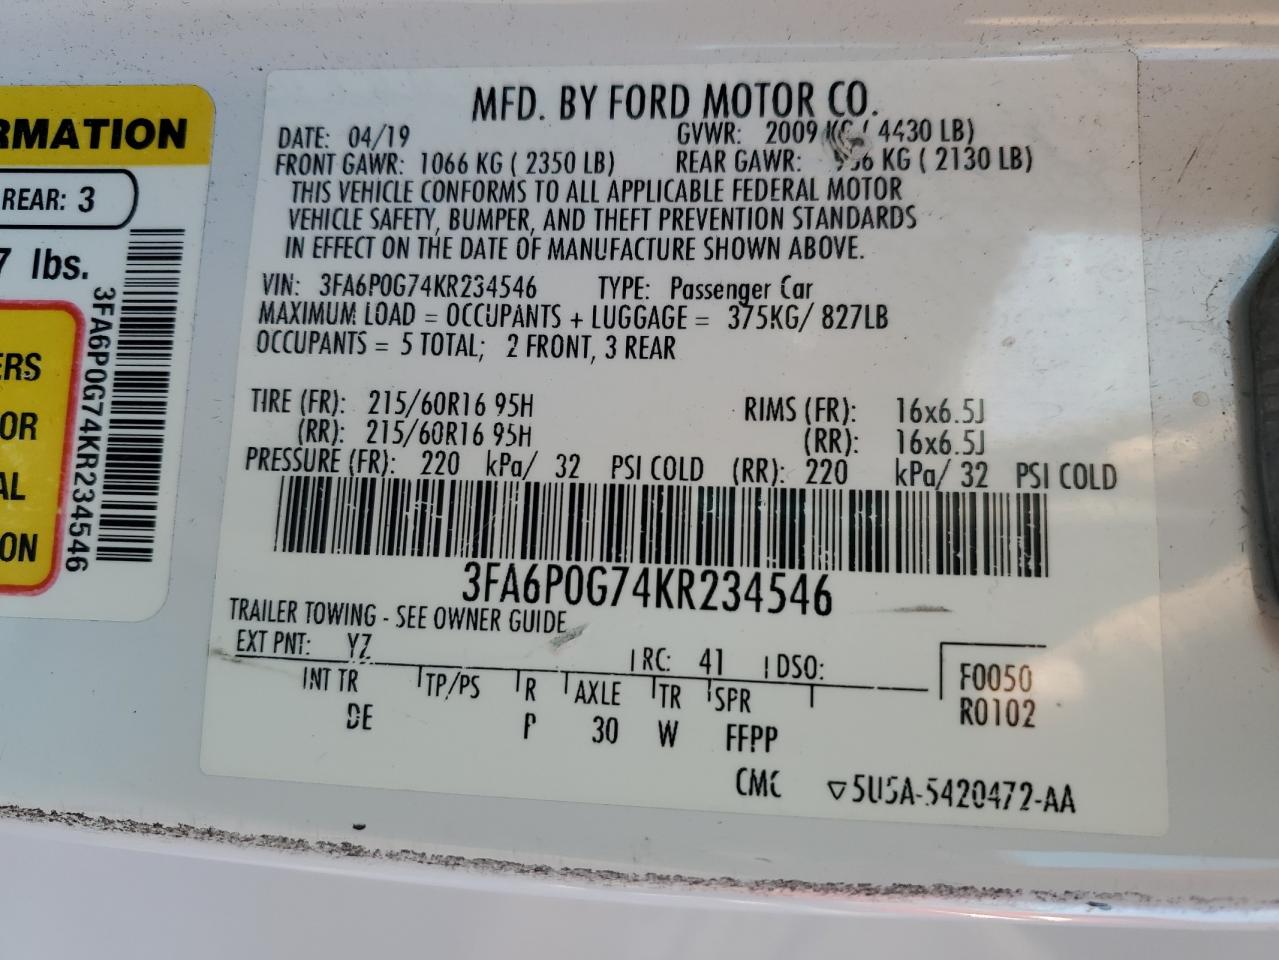 RMATION
REAR: 3
7 lbs.
ERS
OR
AL
ON
3FA6P0G74KR234546
MFD. BY FORD MOTOR CO.
DATE: 04/19 GVWR: 2009 KG ( 4430 LB)
FRONT GAWR: 1066 KG ( 2350 LB) REAR GAWR: KG ( 2130 LB)
THIS VEHICLE CONFORMS TO ALL APPLICABLE FEDERAL MOTOR
VEHICLE SAFETY, BUMPER, AND THEFT PREVENTION STANDARDS
IN EFFECT ON THE DATE OF MANUFACTURE SHOWN ABOVE.
VIN: 3FA6P0G74KR234546 TYPE: Passenger Car
MAXIMUM LOAD = OCCUPANTS + LUGGAGE = 375KG/ 827LB
OCCUPANTS = 5 TOTAL; 2 FRONT, 3 REAR
TIRE (FR): 215/60R16 95H RIMS (FR): 16x6.5J
(RR): 215/60R16 95H (RR): 16x6.5J
PRESSURE (FR): 220 kPa/ 32 PSI COLD (RR): 220 kPa/ 32 PSI COLD
3FA6P0G74KR234546
TRAILER TOWING - SEE OWNER GUIDE
EXT PNT: YZ RC: 41 DSO:
INT TR TP/PS R AXLE TR SPR F0050
DE P 30 W FFPP R0102
CMC ▽5U5A-5420472-AA